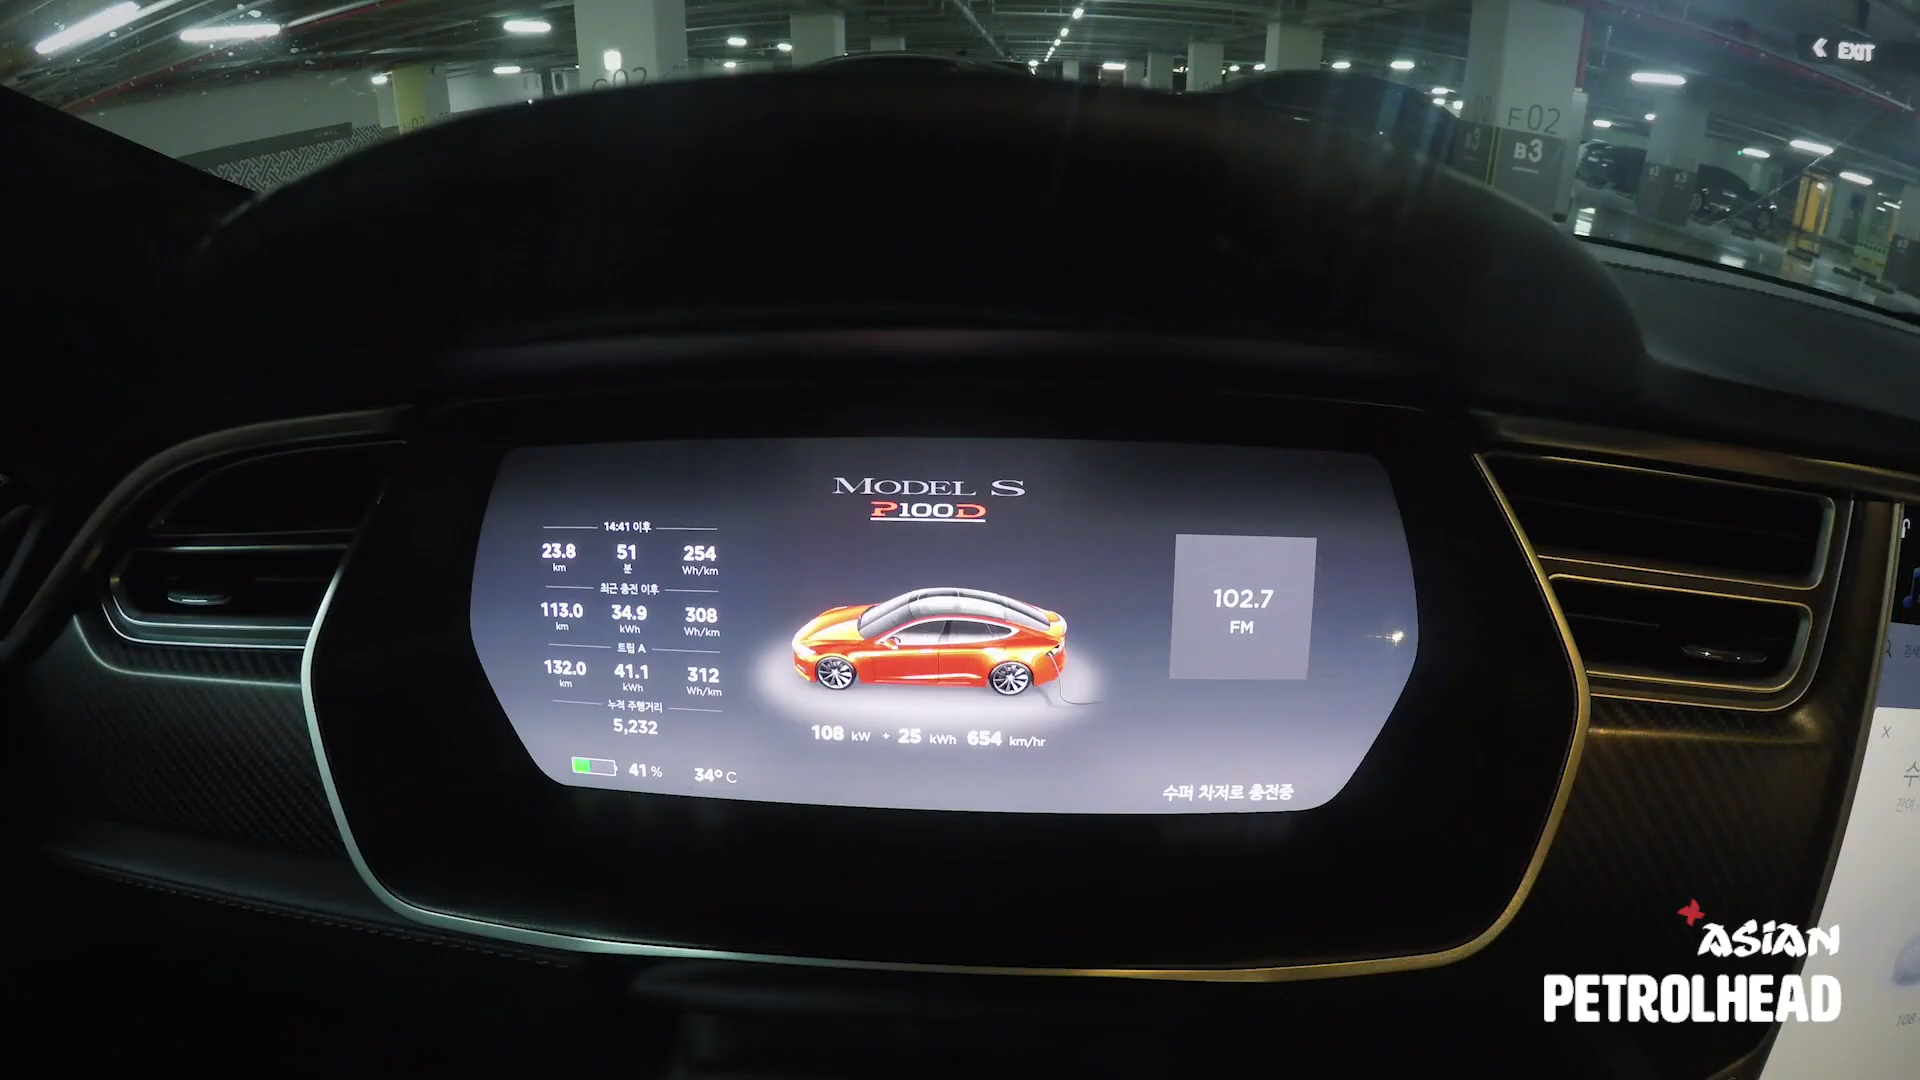 EXIT
F02
B3
MODEL S
P100D
14:41 이후
23.8 51 254
km 분 Wh/km
최근 충전 이후
113.0 34.9 308
km kWh Wh/km
트립 A
132.0 41.1 312
km kWh Wh/km
누적 주행거리
5,232
41 % 34° C
108 kW + 25 kWh 654 km/hr
102.7
FM
수퍼 차저로 충전중
X
ASIAN
PETROLHEAD